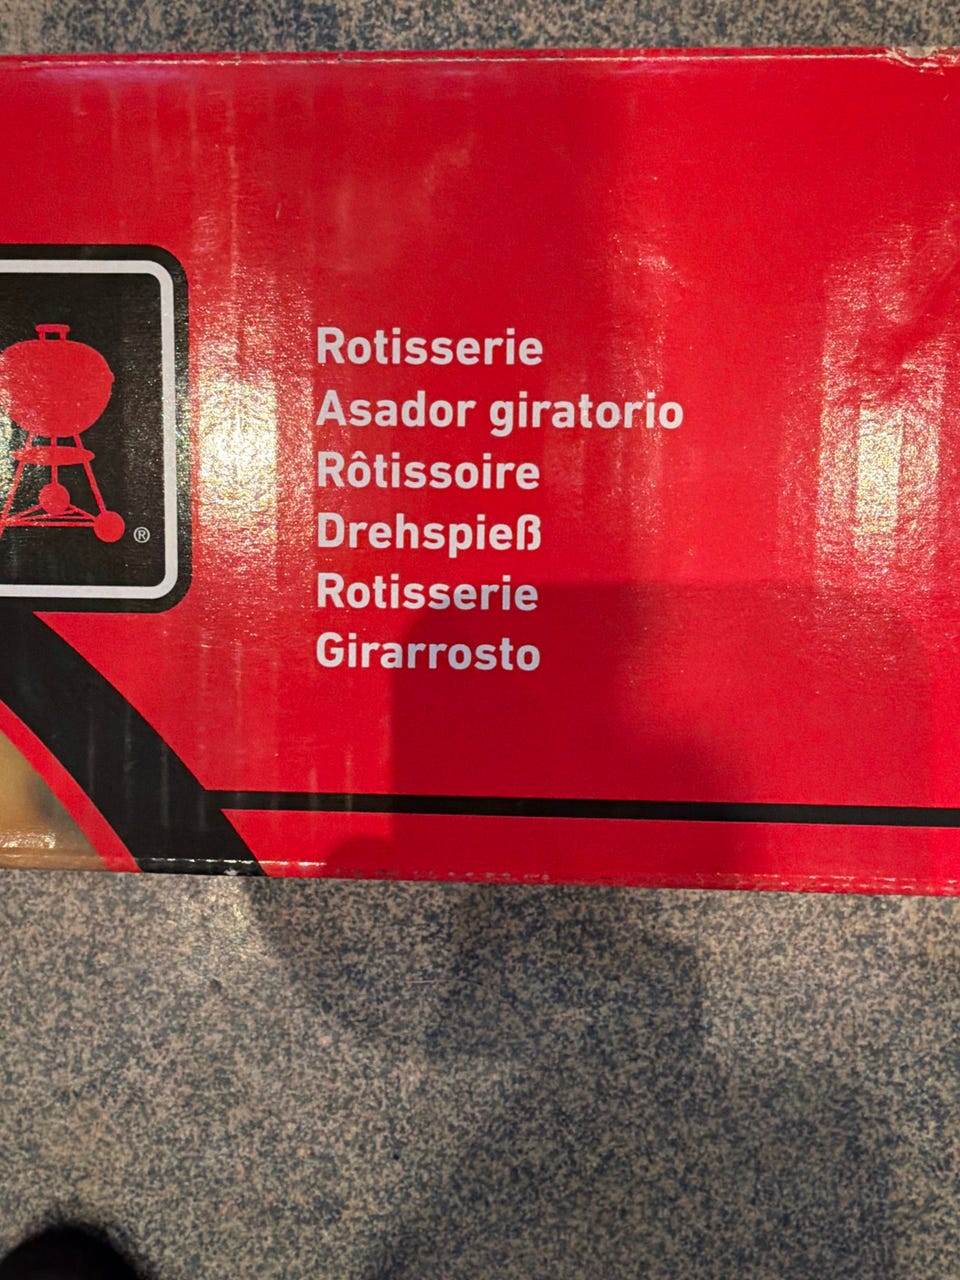 Rotisserie
Asador giratorio
Rôtissoire
Drehspieß
Rotisserie
Girarrosto
®